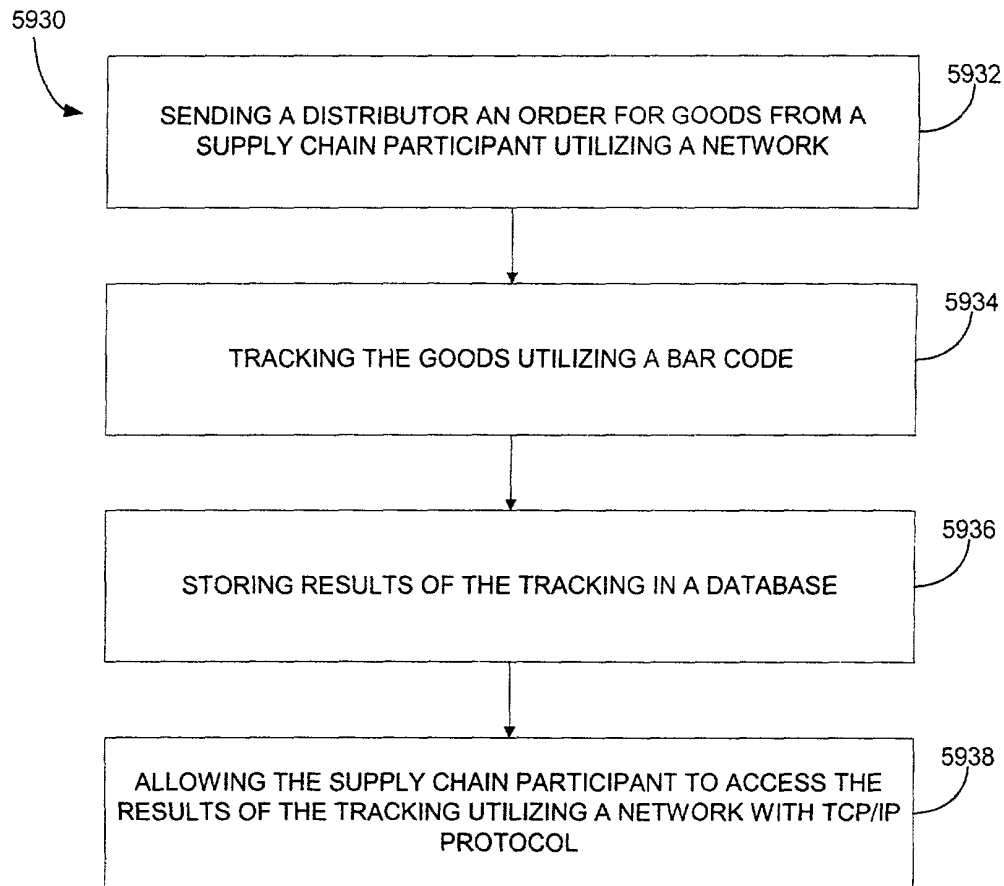 5930
5932
SENDING A DISTRIBUTOR AN ORDER FOR GOODS FROM A
SUPPLY CHAIN PARTICIPANT UTILIZING A NETWORK
5934
TRACKING THE GOODS UTILIZING A BAR CODE
5936
STORING RESULTS OF THE TRACKING IN A DATABASE
5938
ALLOWING THE SUPPLY CHAIN PARTICIPANT TO ACCESS THE
RESULTS OF THE TRACKING UTILIZING A NETWORK WITH TCP/IP
PROTOCOL